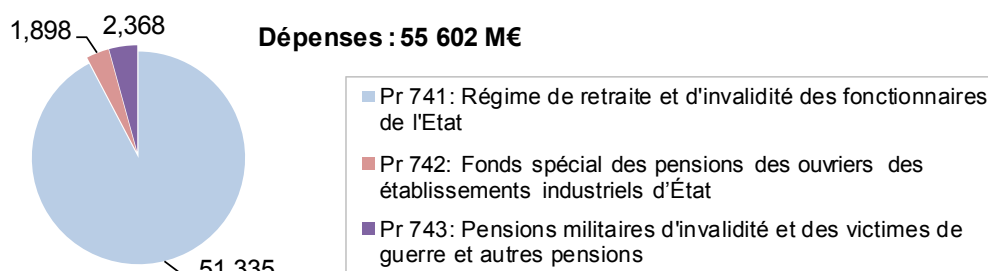 1,898
2,368
Dépenses : 55 602 M€
Pr 741: Régime de retraite et d'invalidité des fonctionnaires
de l'Etat
Pr 742: Fonds spécial des pensions des ouvriers des
établissements industriels d'État
Pr 743: Pensions militaires d'invalidité et des victimes de
guerre et autres pensions
51,335